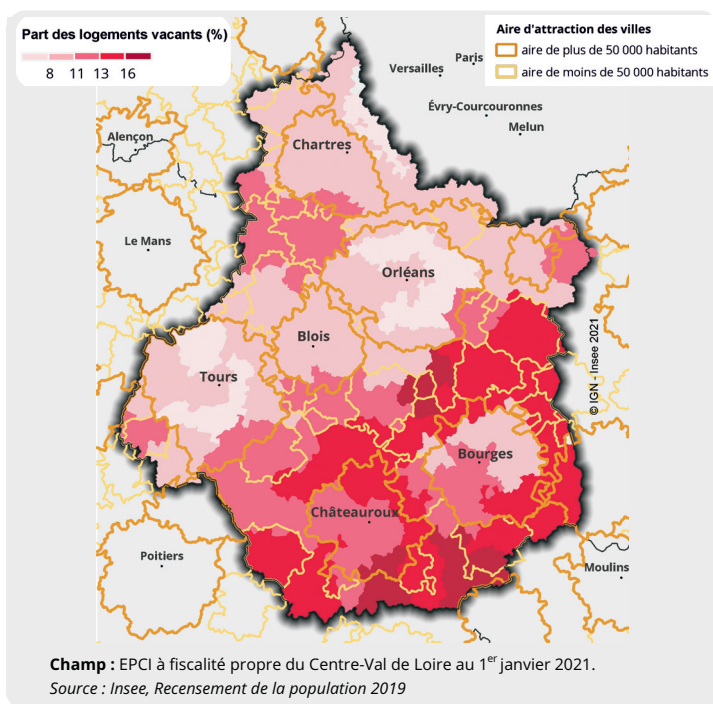 Part des logements vacants (%)
8 11 13 16
Aire d'attraction des villes
aire de plus de 50 000 habitants
aire de moins de 50 000 habitants
Versailles
Paris
Évry-Courcouronnes
Melun
Alençon
Chartres
Le Mans
Orléans
Blois
Tours
© IGN - Insee 2021
Bourges
Châteauroux
Poitiers
Moulins
Champ : EPCI à fiscalité propre du Centre-Val de Loire au 1er janvier 2021.
Source : Insee, Recensement de la population 2019